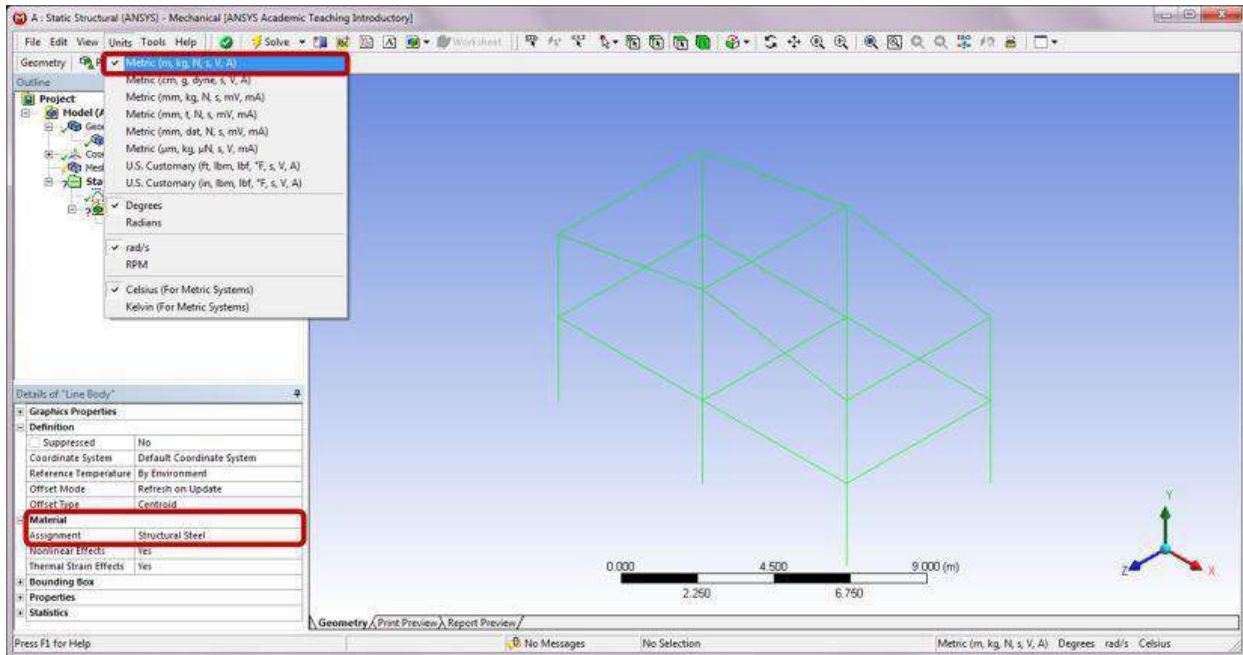 A : Static Structural (ANSYS) - Mechanical [ANSYS Academic Teaching Introductory]
File Edit View Units Tools Help Solve Worksheet
Geometry
Metric (m, kg, N, s, V, A)
Metric (cm, g, dyne, s, V, A)
Metric (mm, kg, N, s, mV, mA)
Metric (mm, t, N, s, mV, mA)
Metric (mm, dat, N, s, mV, mA)
Metric (μm, kg, μN, s, V, mA)
U.S. Customary (ft, lbm, lbf, °F, s, V, A)
U.S. Customary (in, lbm, lbf, °F, s, V, A)
Degrees
Radians
rad/s
RPM
Celsius (For Metric Systems)
Kelvin (For Metric Systems)
Outline
Project
Model (A
Geo
Coo
Mesl
Sta
Details of "Line Body"
Graphics Properties
Definition
Suppressed No
Coordinate System Default Coordinate System
Reference Temperature By Environment
Offset Mode Refresh on Update
Offset Type Centroid
Material
Assignment Structural Steel
Nonlinear Effects Yes
Thermal Strain Effects Yes
Bounding Box
Properties
Statistics
0.000 4.500 9.000 (m)
2.250 6.750
Y
Z X
Geometry Print Preview Report Preview
Press F1 for Help No Messages No Selection Metric (m, kg, N, s, V, A) Degrees rad/s Celsius